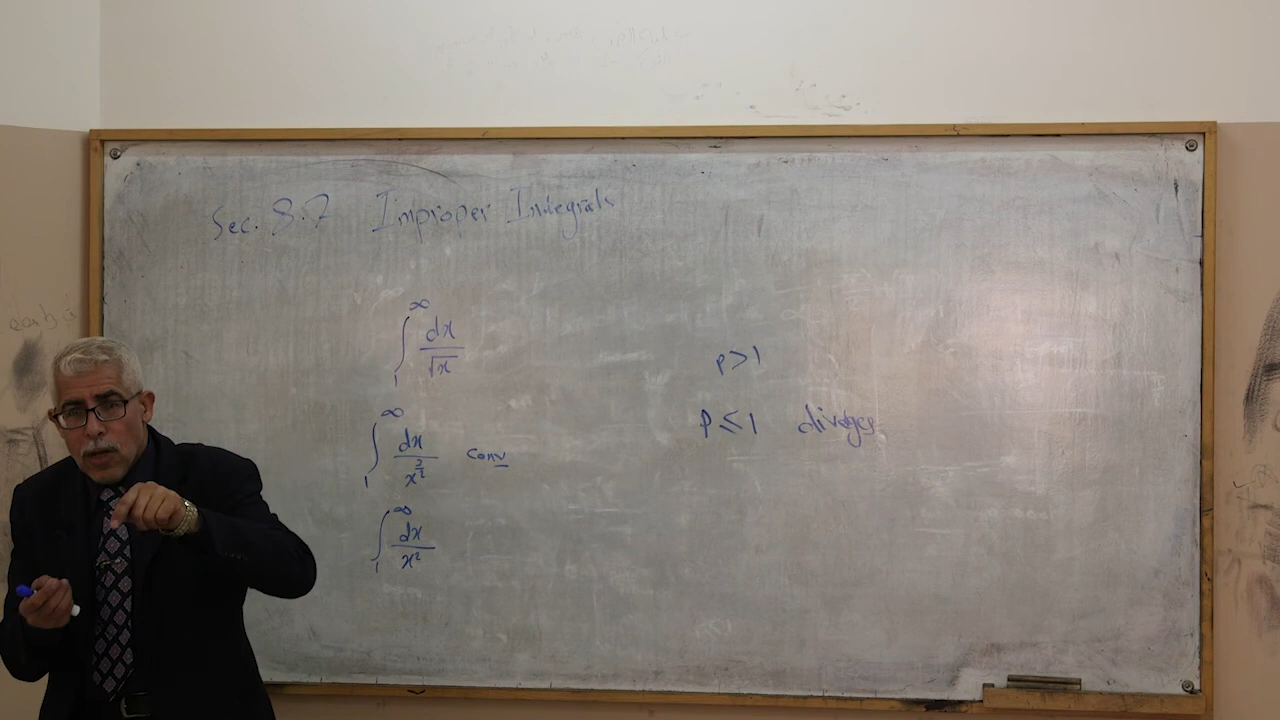 Sec. 8.7 Improper Integrals
∫₁^∞ dx/√x
p>1
∫₁^∞ dx/x^(3/2) conv
p≤1 diverges
∫₁^∞ dx/x²